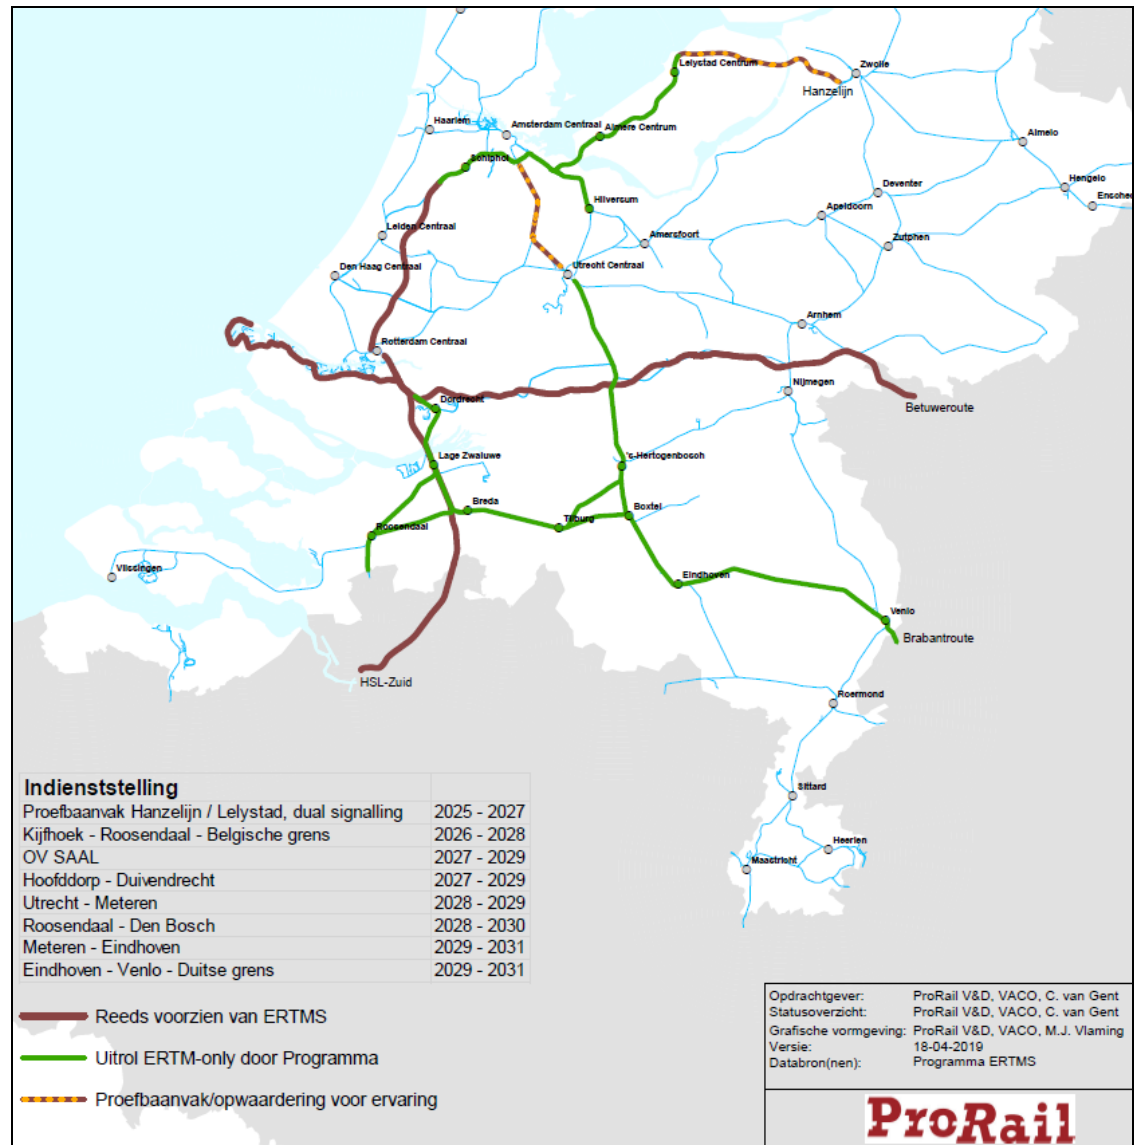 Lelystad Centrum
Zwolle
Hanzelijn
Haarlem
Amsterdam Centraal
Almere Centrum
Almelo
Schiphol
Hengelo
Enschede
Deventer
Hilversum
Apeldoorn
Leiden Centraal
Amersfoort
Zutphen
Den Haag Centraal
Utrecht Centraal
Arnhem
Rotterdam Centraal
Nijmegen
Dordrecht
Betuweroute
Lage Zwaluwe
's-Hertogenbosch
Breda
Boxtel
Tilburg
Roosendaal
Vlissingen
Eindhoven
Venlo
Brabantroute
HSL-Zuid
Roermond
Sittard
Heerlen
Maastricht
Indienststelling
Proefbaanvak Hanzelijn / Lelystad, dual signalling 2025 - 2027
Kijfhoek - Roosendaal - Belgische grens 2026 - 2028
OV SAAL 2027 - 2029
Hoofddorp - Duivendrecht 2027 - 2029
Utrecht - Meteren 2028 - 2029
Roosendaal - Den Bosch 2028 - 2030
Meteren - Eindhoven 2029 - 2031
Eindhoven - Venlo - Duitse grens 2029 - 2031
Reeds voorzien van ERTMS
Uitrol ERTM-only door Programma
Proefbaanvak/opwaardering voor ervaring
Opdrachtgever: ProRail V&D, VACO, C. van Gent
Statusoverzicht: ProRail V&D, VACO, C. van Gent
Grafische vormgeving: ProRail V&D, VACO, M.J. Vlaming
Versie: 18-04-2019
Databron(nen): Programma ERTMS
ProRail